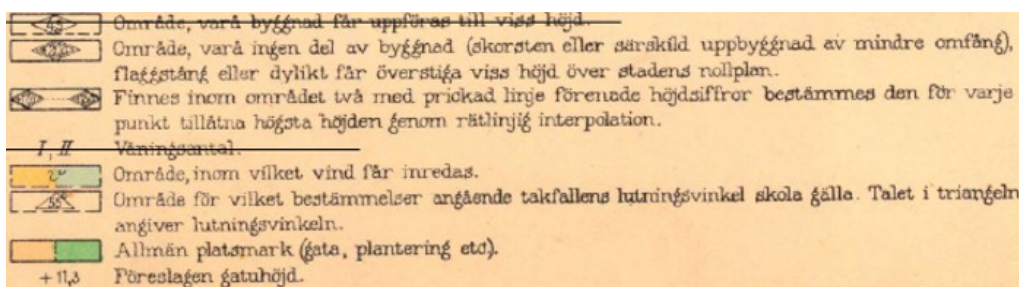 Område, varå byggnad får uppföras till viss höjd.
Område, varå ingen del av byggnad (skorsten eller särskild uppbyggnad av mindre omfång),
flaggstång eller dylikt får överstiga viss höjd över stadens nollplan.
Finnes inom området två med prickad linje förenade höjdsiffror bestämmes den för varje
punkt tillåtna högsta höjden genom rätlinjig interpolation.
I, II Våningsantal.
v Område, inom vilket vind får inredas.
55° Område för vilket bestämmelser angående takfallens lutningsvinkel skola gälla. Talet i triangeln
angiver lutningsvinkeln.
Allmän platsmark (gata, plantering etc).
+11,3 Föreslagen gatuhöjd.